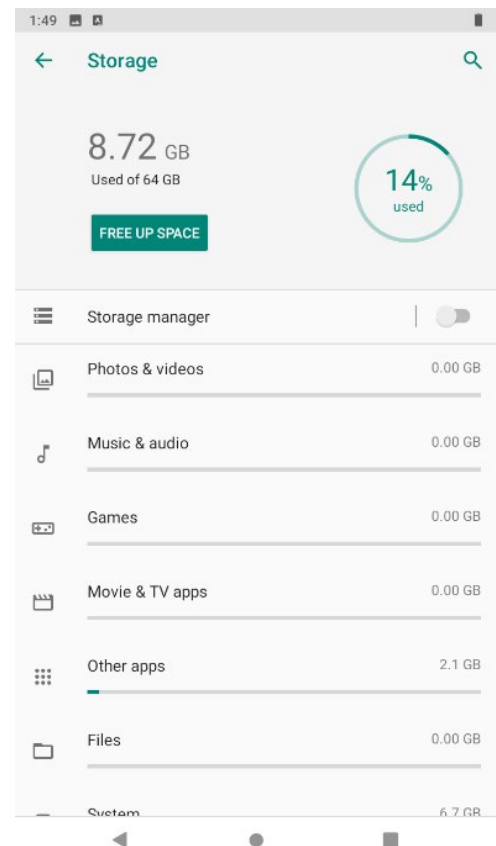 1:49
Storage
8.72 GB
Used of 64 GB
14%
used
FREE UP SPACE
Storage manager
Photos & videos 0.00 GB
Music & audio 0.00 GB
Games 0.00 GB
Movie & TV apps 0.00 GB
Other apps 2.1 GB
Files 0.00 GB
System 6.7 GB